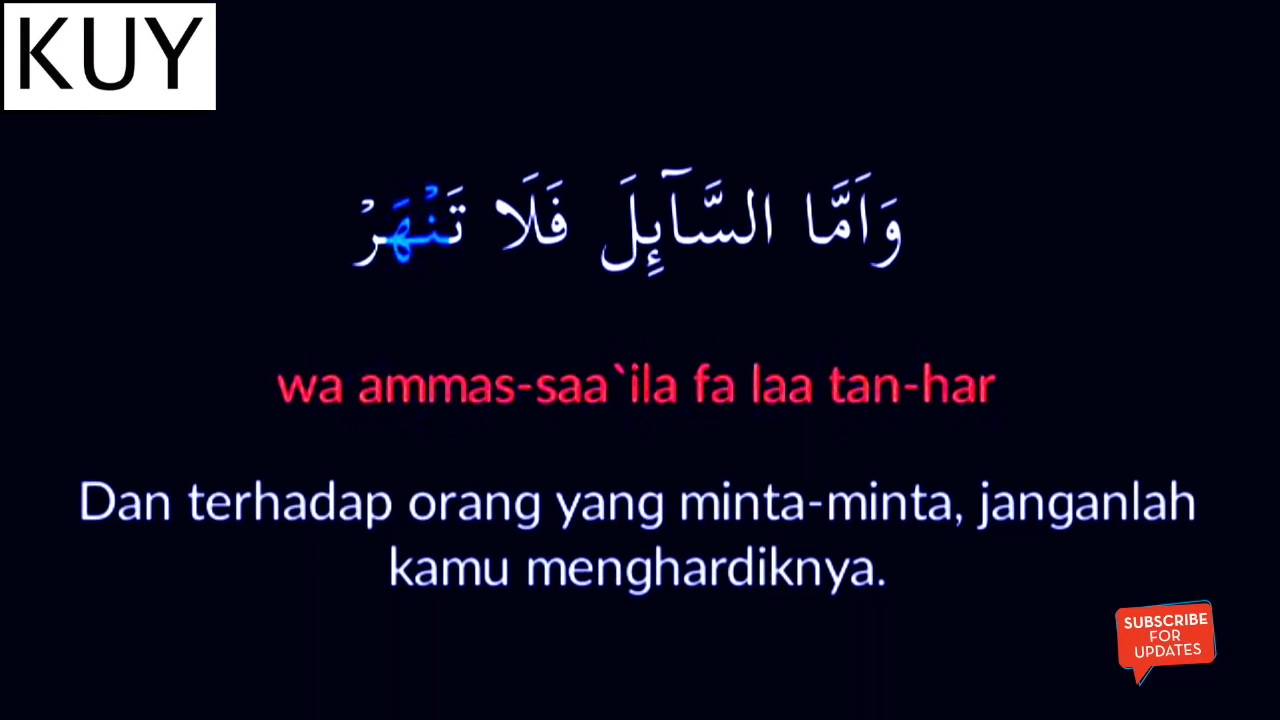 KUY
وَاَمَّا السَّآىِٕلَ فَلَا تَنْهَرْ
wa ammas-saa`ila fa laa tan-har
Dan terhadap orang yang minta-minta, janganlah
kamu menghardiknya.
SUBSCRIBE
FOR
UPDATES